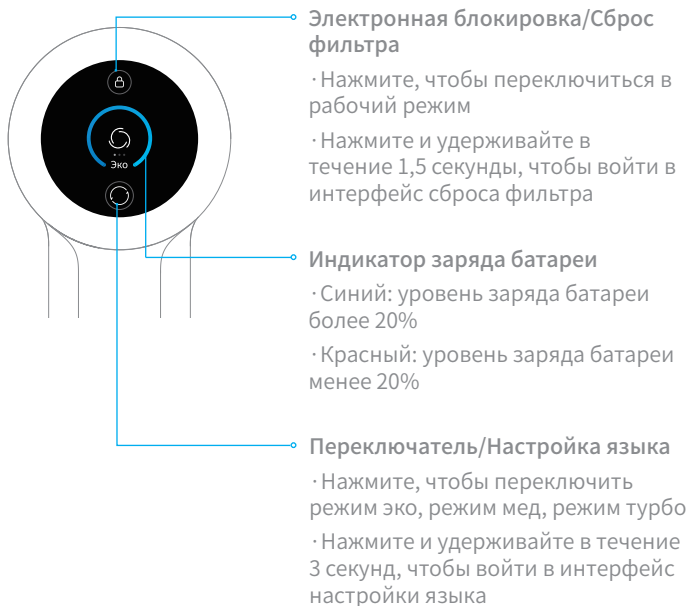 Электронная блокировка/Сброс
фильтра
·Нажмите, чтобы переключиться в
рабочий режим
·Нажмите и удерживайте в
течение 1,5 секунды, чтобы войти в
интерфейс сброса фильтра
Эко
Индикатор заряда батареи
·Синий: уровень заряда батареи
более 20%
·Красный: уровень заряда батареи
менее 20%
Переключатель/Настройка языка
·Нажмите, чтобы переключить
режим эко, режим мед, режим турбо
·Нажмите и удерживайте в течение
3 секунд, чтобы войти в интерфейс
настройки языка